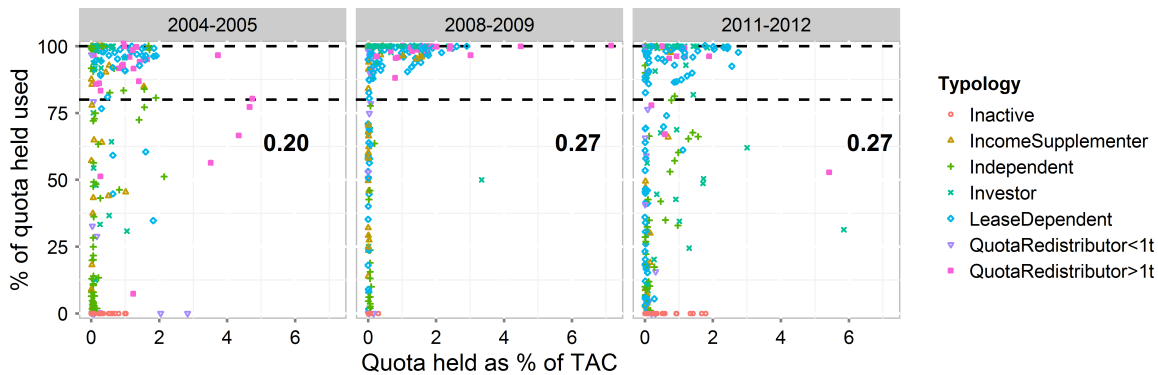 2004-2005 2008-2009 2011-2012
100
75
50
25
0
% of quota held used
0.20 0.27 0.27
0 2 4 6 0 2 4 6 0 2 4 6
Quota held as % of TAC
Typology
Inactive
IncomeSupplementer
Independent
Investor
LeaseDependent
QuotaRedistributor<1t
QuotaRedistributor>1t